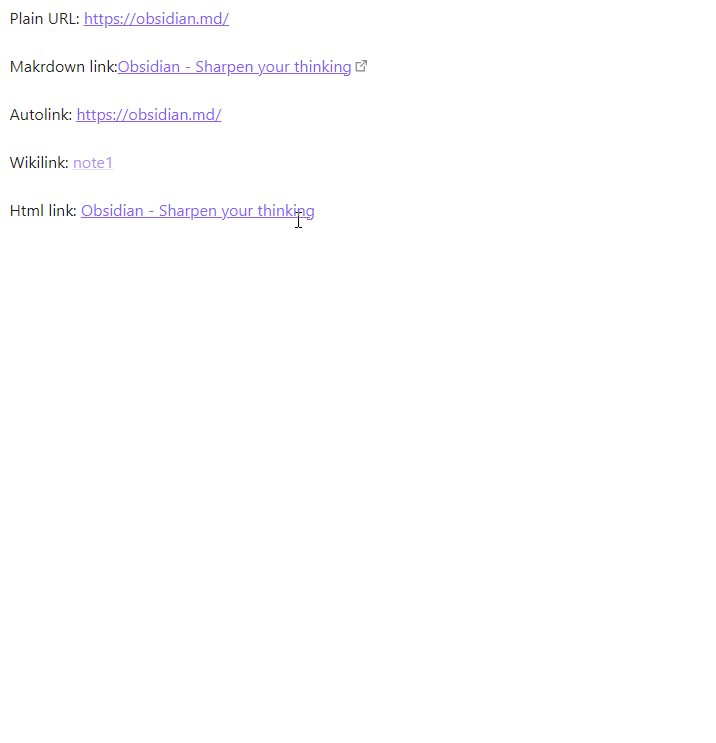 Plain URL: https://obsidian.md/
Makrdown link:Obsidian - Sharpen your thinking
Autolink: https://obsidian.md/
Wikilink: note1
Html link: Obsidian - Sharpen your thinking